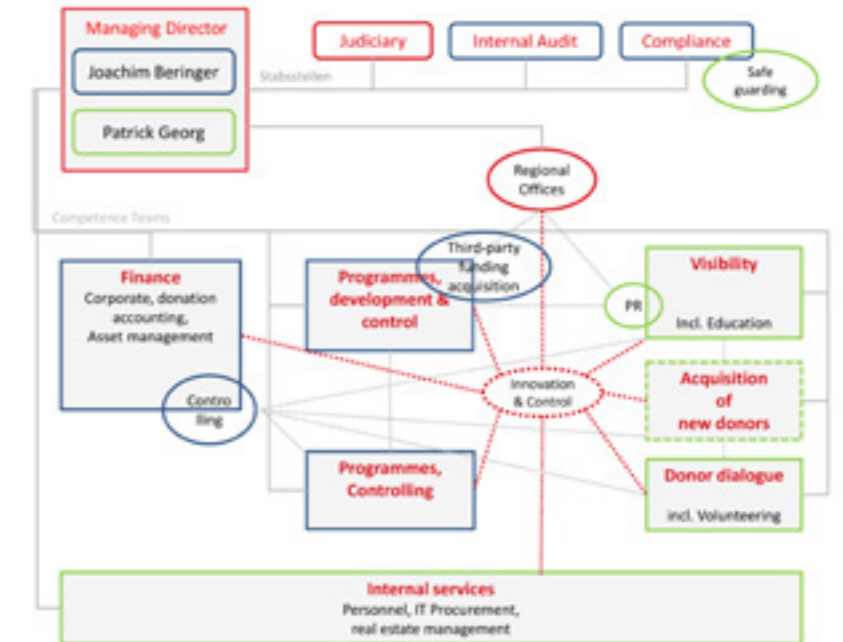 Managing Director
Joachim Beringer
Patrick Georg
Judiciary
Internal Audit
Compliance
Safe
guarding
Stabsstellen
Regional
Offices
Competence Teams
Finance
Corporate, donation
accounting,
Asset management
Contro
lling
Programmes,
development &
control
Third-party
funding
acquisition
PR
Visibility
Incl. Education
Innovation
& Control
Acquisition
of
new donors
Programmes,
Controlling
Donor dialogue
incl. Volunteering
Internal services
Personnel, IT Procurement,
real estate management